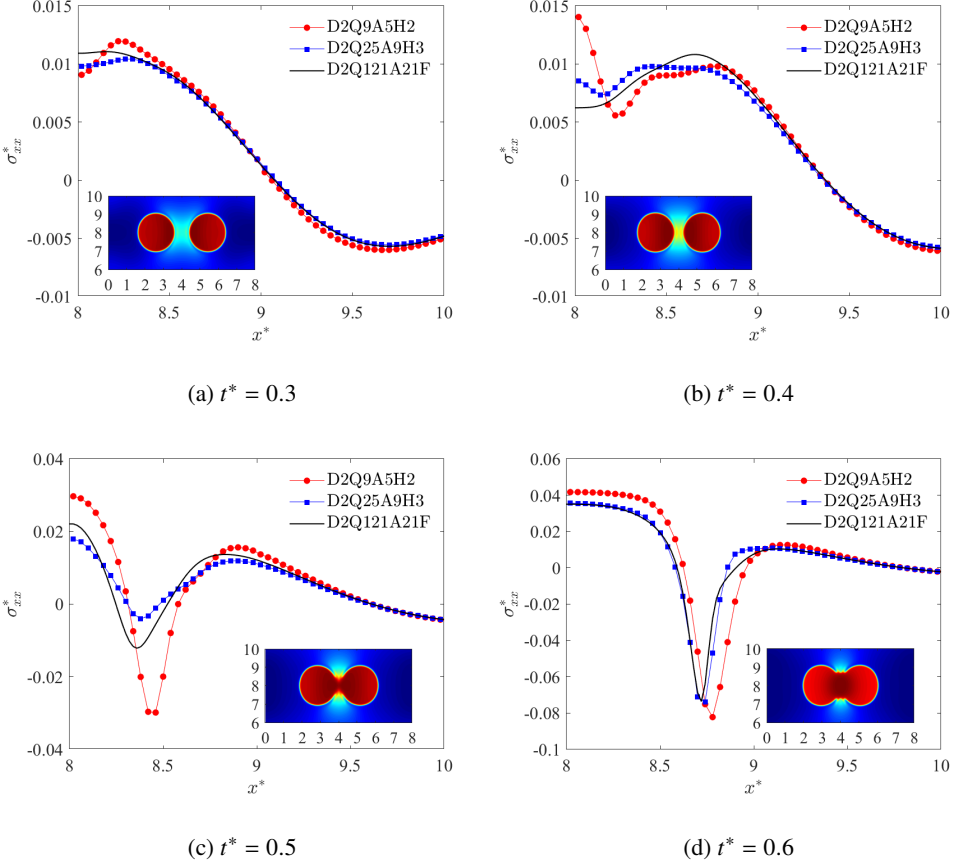 0.015
0.01
0.005
0
-0.005
-0.01
σ*xx
D2Q9A5H2
D2Q25A9H3
D2Q121A21F
10
9
8
7
6
0 1 2 3 4 5 6 7 8
8 8.5 9 9.5 10
x*
(a) t* = 0.3
0.015
0.01
0.005
0
-0.005
-0.01
σ*xx
D2Q9A5H2
D2Q25A9H3
D2Q121A21F
10
9
8
7
6
0 1 2 3 4 5 6 7 8
8 8.5 9 9.5 10
x*
(b) t* = 0.4
0.04
0.02
0
-0.02
-0.04
σ*xx
D2Q9A5H2
D2Q25A9H3
D2Q121A21F
10
9
8
7
6
0 1 2 3 4 5 6 7 8
8 8.5 9 9.5 10
x*
(c) t* = 0.5
0.06
0.04
0.02
0
-0.02
-0.04
-0.06
-0.08
-0.1
σ*xx
D2Q9A5H2
D2Q25A9H3
D2Q121A21F
10
9
8
7
6
0 1 2 3 4 5 6 7 8
8 8.5 9 9.5 10
x*
(d) t* = 0.6